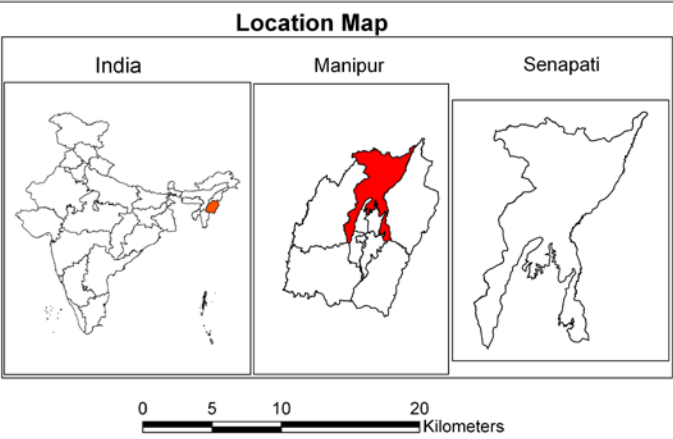 Location Map
India
Manipur
Senapati
0 5 10 20
Kilometers